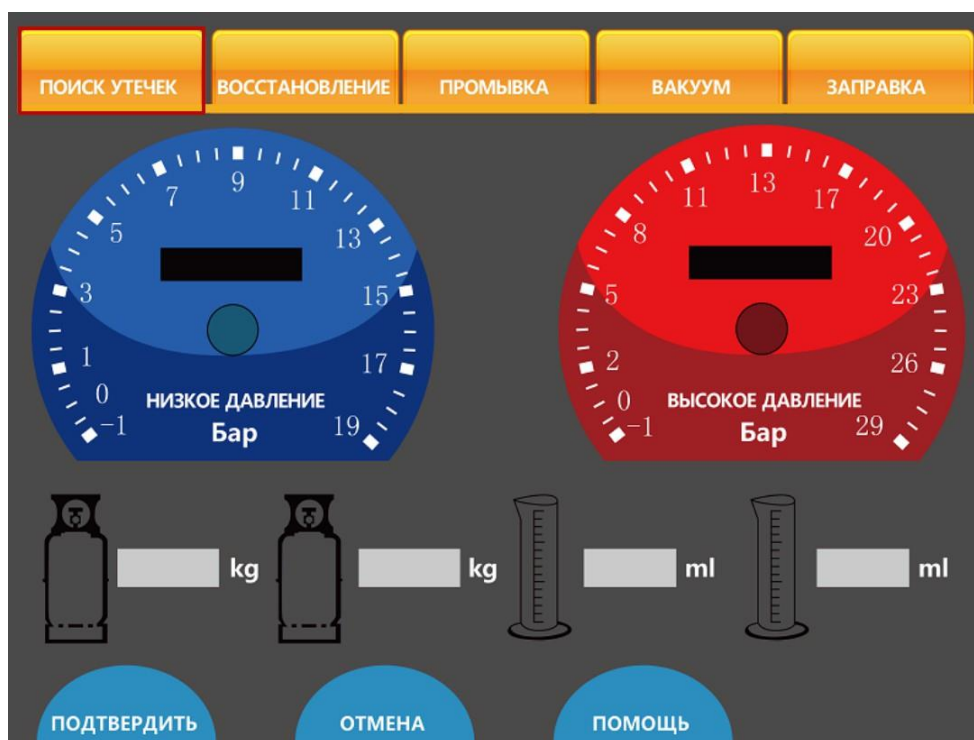 ПОИСК УТЕЧЕК
ВОССТАНОВЛЕНИЕ
ПРОМЫВКА
ВАКУУМ
ЗАПРАВКА
-1
0
1
3
5
7
9
11
13
15
17
19
НИЗКОЕ ДАВЛЕНИЕ
Бар
-1
0
2
5
8
11
13
17
20
23
26
29
ВЫСОКОЕ ДАВЛЕНИЕ
Бар
kg
kg
ml
ml
ПОДТВЕРДИТЬ
ОТМЕНА
ПОМОЩЬ